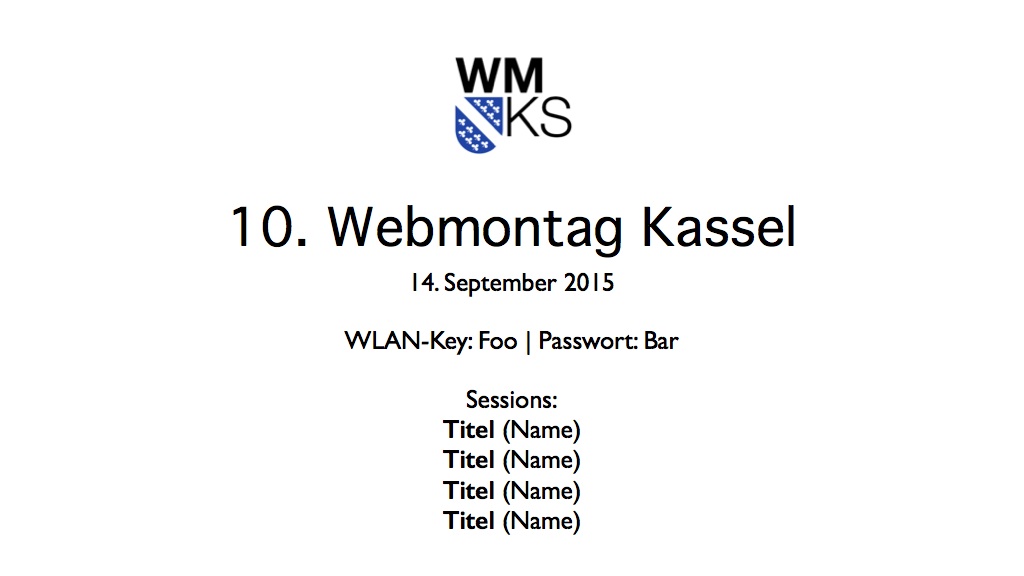 WM
KS
10. Webmontag Kassel
14. September 2015
WLAN-Key: Foo | Passwort: Bar
Sessions:
Titel (Name)
Titel (Name)
Titel (Name)
Titel (Name)